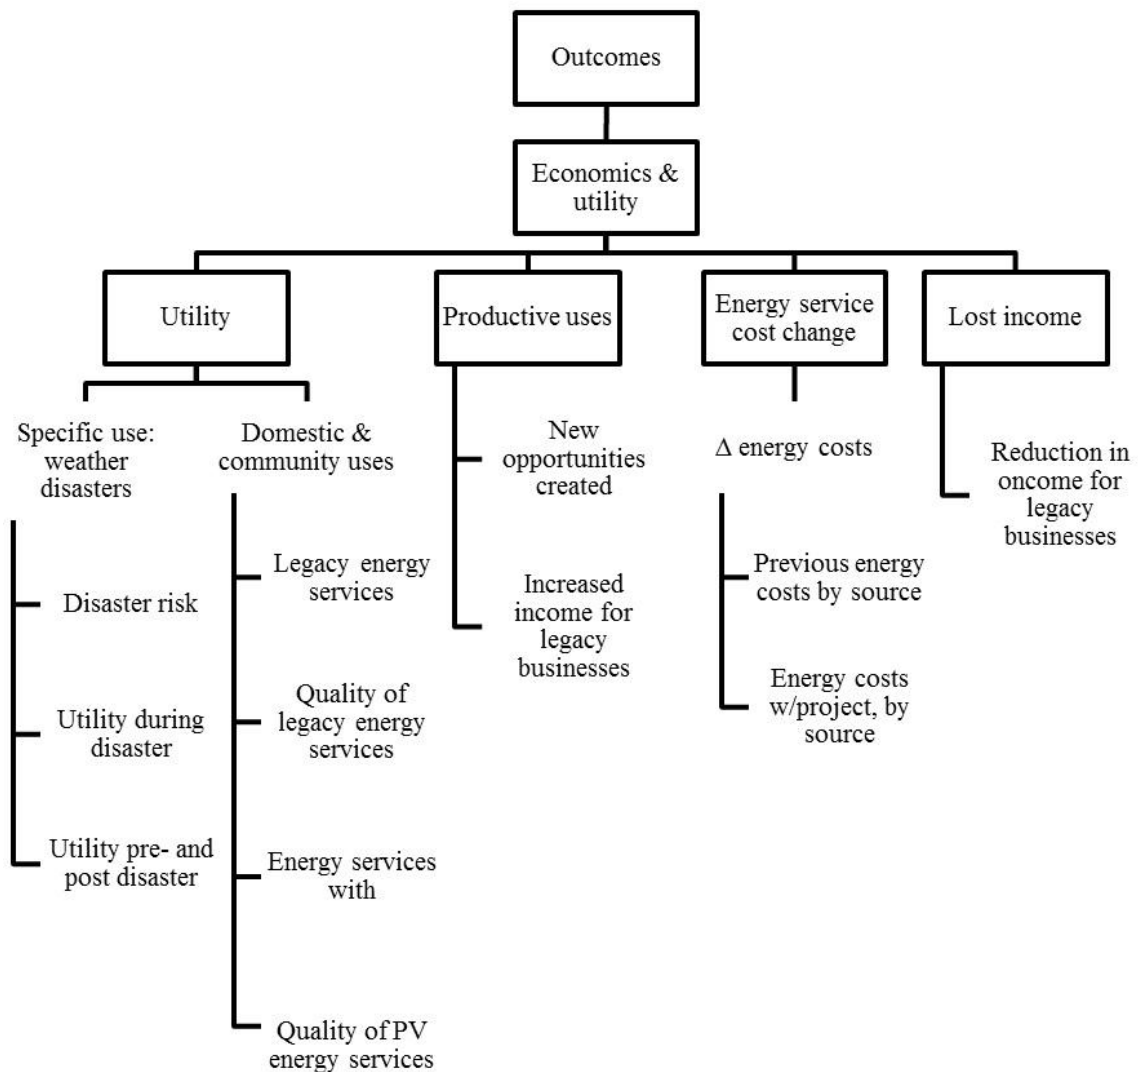 Outcomes
Economics &
utility
Utility
Productive uses
Energy service
cost change
Lost income
Specific use:
weather
disasters
Disaster risk
Utility during
disaster
Utility pre- and
post disaster
Domestic &
community uses
Legacy energy
services
Quality of
legacy energy
services
Energy services
with
Quality of PV
energy services
New
opportunities
created
Increased
income for
legacy
businesses
Δ energy costs
Previous energy
costs by source
Energy costs
w/project, by
source
Reduction in
oncome for
legacy
businesses